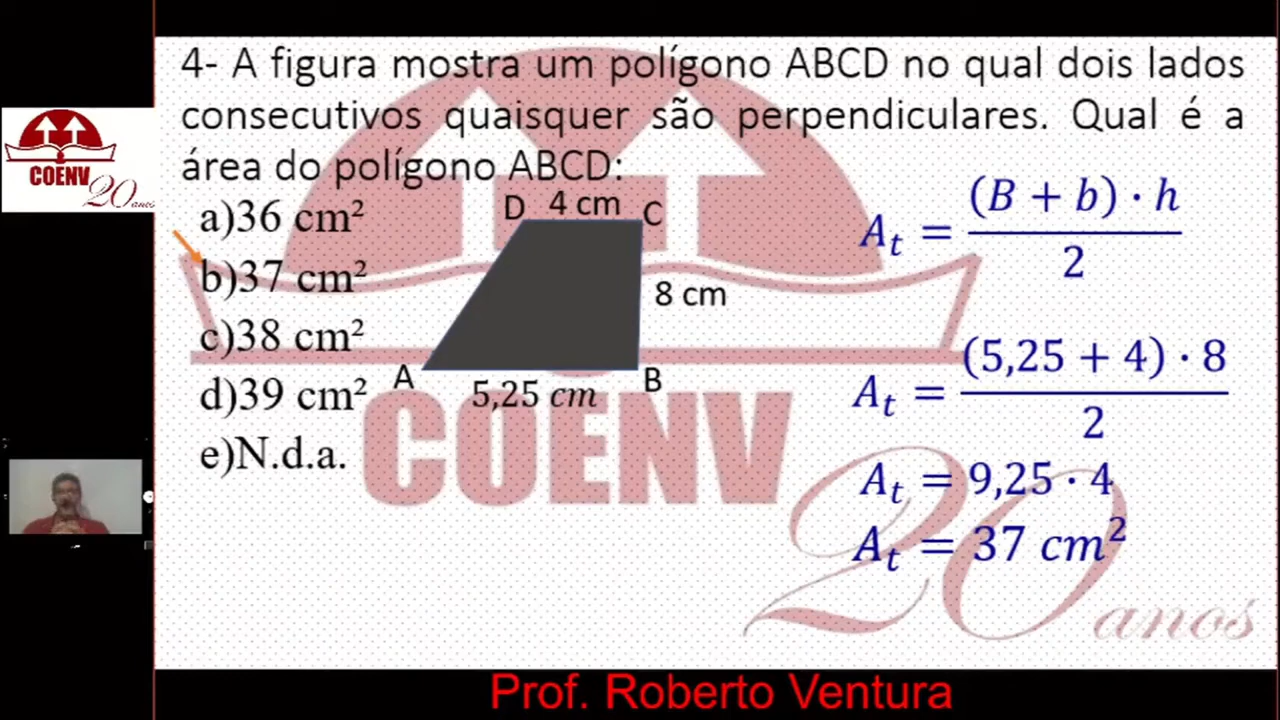 4- A figura mostra um polígono ABCD no qual dois lados
consecutivos quaisquer são perpendiculares. Qual é a
área do polígono ABCD:
COENV
20 anos
a)36 cm²
b)37 cm²
c)38 cm²
d)39 cm²
e)N.d.a.
D 4 cm C
8 cm
A B
5,25 cm
A_t = (B + b) · h / 2
A_t = (5,25 + 4) · 8 / 2
A_t = 9,25 · 4
A_t = 37 cm²
COENV
20 anos
Prof. Roberto Ventura